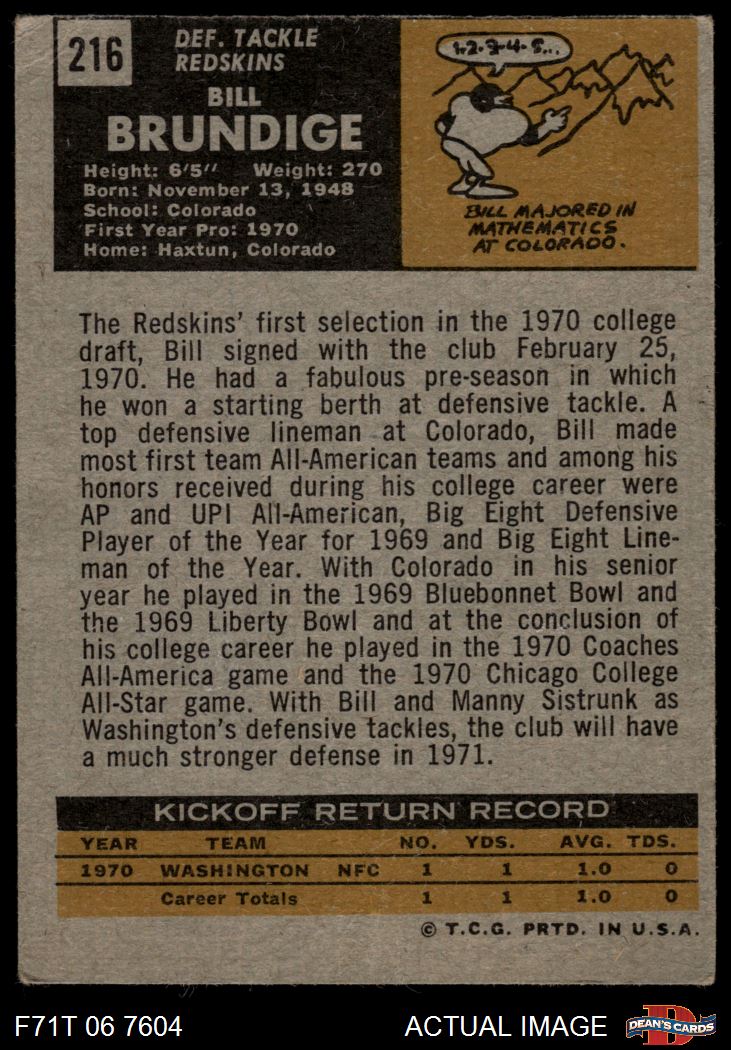 216
DEF. TACKLE
REDSKINS
BILL
BRUNDIGE
Height: 6'5" Weight: 270
Born: November 13, 1948
School: Colorado
First Year Pro: 1970
Home: Haxtun, Colorado
1-2-3-4-5...
BILL MAJORED IN
MATHEMATICS
AT COLORADO.
The Redskins' first selection in the 1970 college
draft, Bill signed with the club February 25,
1970. He had a fabulous pre-season in which
he won a starting berth at defensive tackle. A
top defensive lineman at Colorado, Bill made
most first team All-American teams and among his
honors received during his college career were
AP and UPI All-American, Big Eight Defensive
Player of the Year for 1969 and Big Eight Line-
man of the Year. With Colorado in his senior
year he played in the 1969 Bluebonnet Bowl and
the 1969 Liberty Bowl and at the conclusion of
his college career he played in the 1970 Coaches
All-America game and the 1970 Chicago College
All-Star game. With Bill and Manny Sistrunk as
Washington's defensive tackles, the club will have
a much stronger defense in 1971.
KICKOFF RETURN RECORD
YEAR TEAM NO. YDS. AVG. TDS.
1970 WASHINGTON NFC 1 1 1.0 0
Career Totals 1 1 1.0 0
© T.C.G. PRTD. IN U.S.A.
F71T 06 7604 ACTUAL IMAGE D DEAN'S CARDS